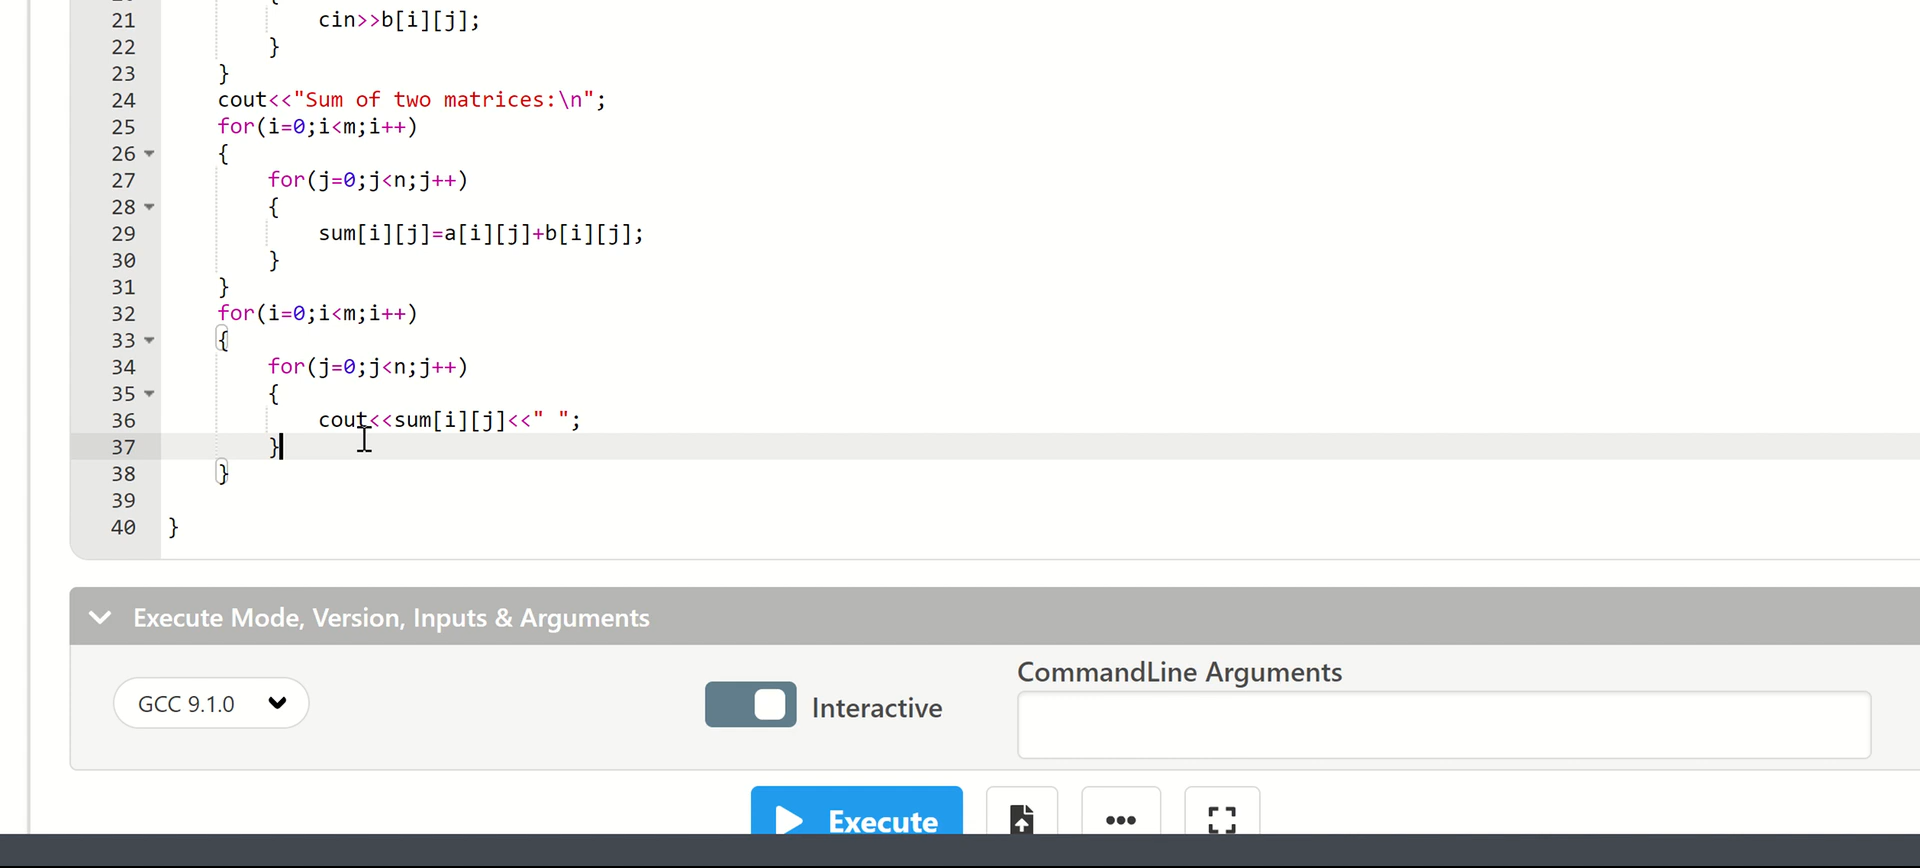 21 cin>>b[i][j];
22 }
23 }
24 cout<<"Sum of two matrices:\n";
25 for(i=0;i<m;i++)
26 {
27 for(j=0;j<n;j++)
28 {
29 sum[i][j]=a[i][j]+b[i][j];
30 }
31 }
32 for(i=0;i<m;i++)
33 {
34 for(j=0;j<n;j++)
35 {
36 cout<<sum[i][j]<<" ";
37 }
38 }
39
40 }
Execute Mode, Version, Inputs & Arguments
CommandLine Arguments
GCC 9.1.0
Interactive
Execute